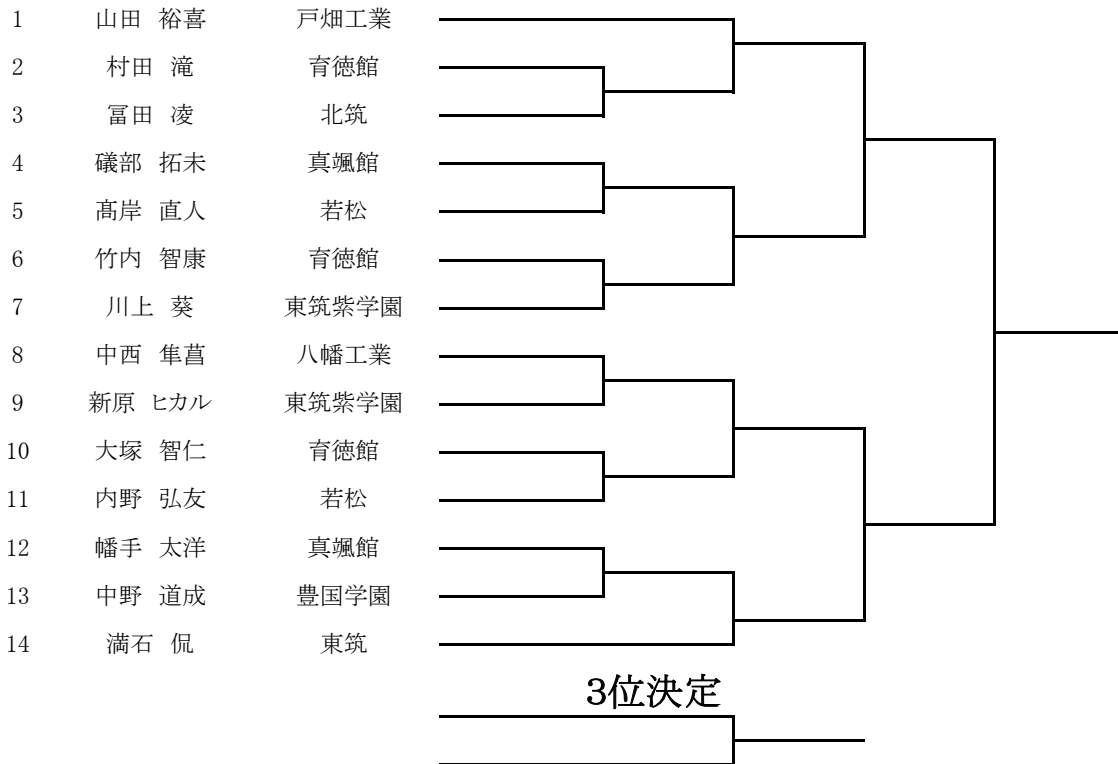 1 山田 裕喜 戸畑工業
2 村田 滝 育徳館
3 冨田 凌 北筑
4 礒部 拓未 真颯館
5 髙岸 直人 若松
6 竹内 智康 育徳館
7 川上 葵 東筑紫学園
8 中西 隼菖 八幡工業
9 新原 ヒカル 東筑紫学園
10 大塚 智仁 育徳館
11 内野 弘友 若松
12 幡手 太洋 真颯館
13 中野 道成 豊国学園
14 満石 侃 東筑
3位決定